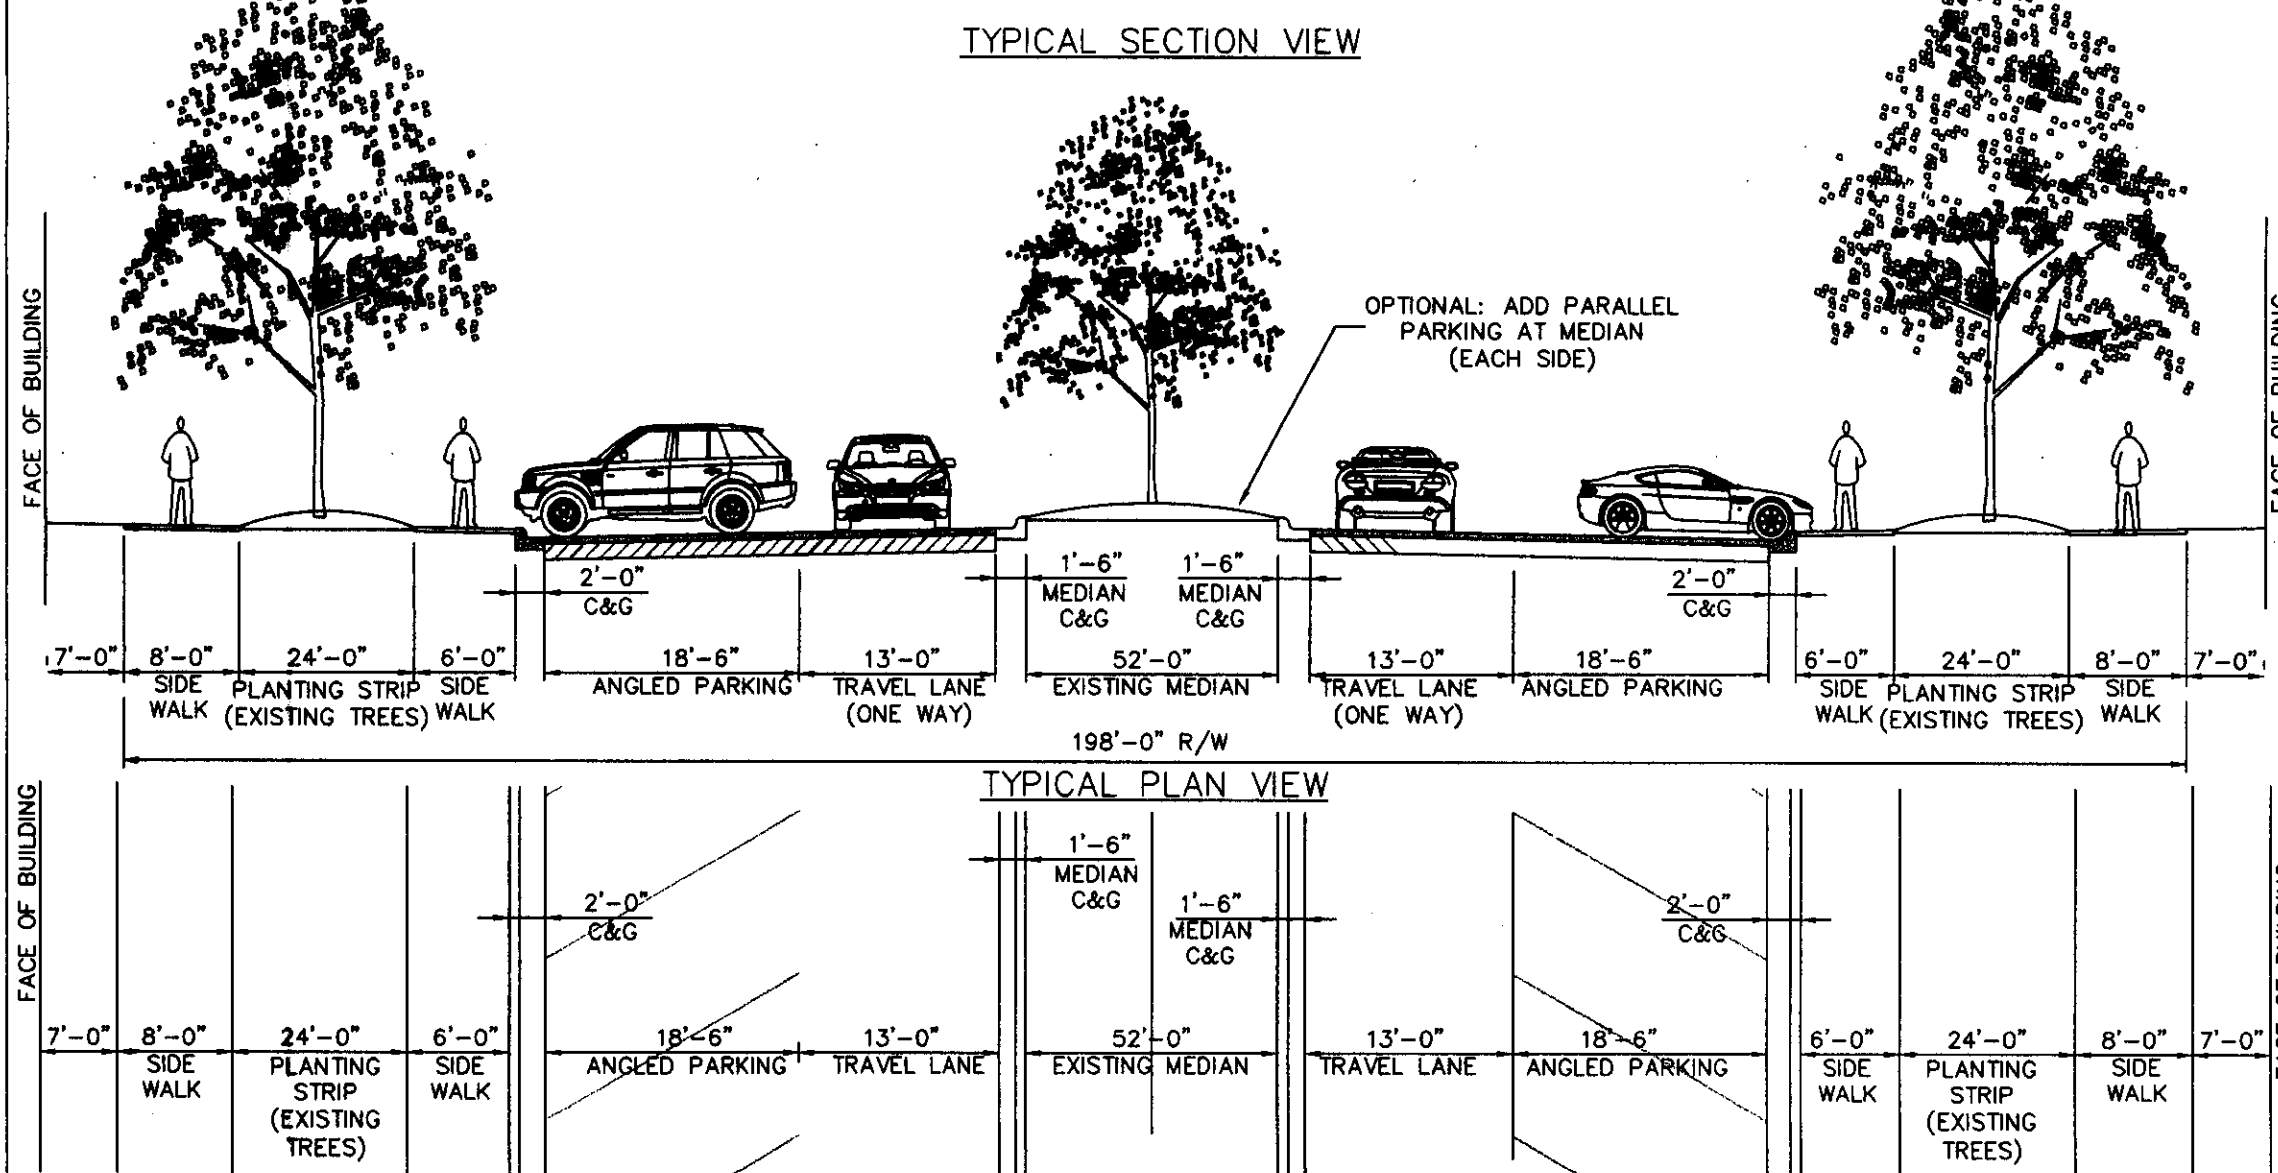 TYPICAL SECTION VIEW
OPTIONAL: ADD PARALLEL
PARKING AT MEDIAN
(EACH SIDE)
FACE OF BUILDING
FACE OF BUILDING
2'-0"
C&G
1'-6"
MEDIAN
C&G
1'-6"
MEDIAN
C&G
2'-0"
C&G
7'-0" 8'-0" 24'-0" 6'-0" 18'-6" 13'-0" 52'-0" 13'-0" 18'-6" 6'-0" 24'-0" 8'-0" 7'-0"
SIDE
WALK
PLANTING STRIP
(EXISTING TREES)
SIDE
WALK
ANGLED PARKING
TRAVEL LANE
(ONE WAY)
EXISTING MEDIAN
TRAVEL LANE
(ONE WAY)
ANGLED PARKING
SIDE
WALK
PLANTING STRIP
(EXISTING TREES)
SIDE
WALK
198'-0" R/W
TYPICAL PLAN VIEW
FACE OF BUILDING
2'-0"
C&G
1'-6"
MEDIAN
C&G
1'-6"
MEDIAN
C&G
2'-0"
C&G
7'-0" 8'-0" 24'-0" 6'-0" 18'-6" 13'-0" 52'-0" 13'-0" 18'-6" 6'-0" 24'-0" 8'-0" 7'-0"
SIDE
WALK
PLANTING
STRIP
(EXISTING
TREES)
SIDE
WALK
ANGLED PARKING
TRAVEL LANE
EXISTING MEDIAN
TRAVEL LANE
ANGLED PARKING
SIDE
WALK
PLANTING
STRIP
(EXISTING
TREES)
SIDE
WALK